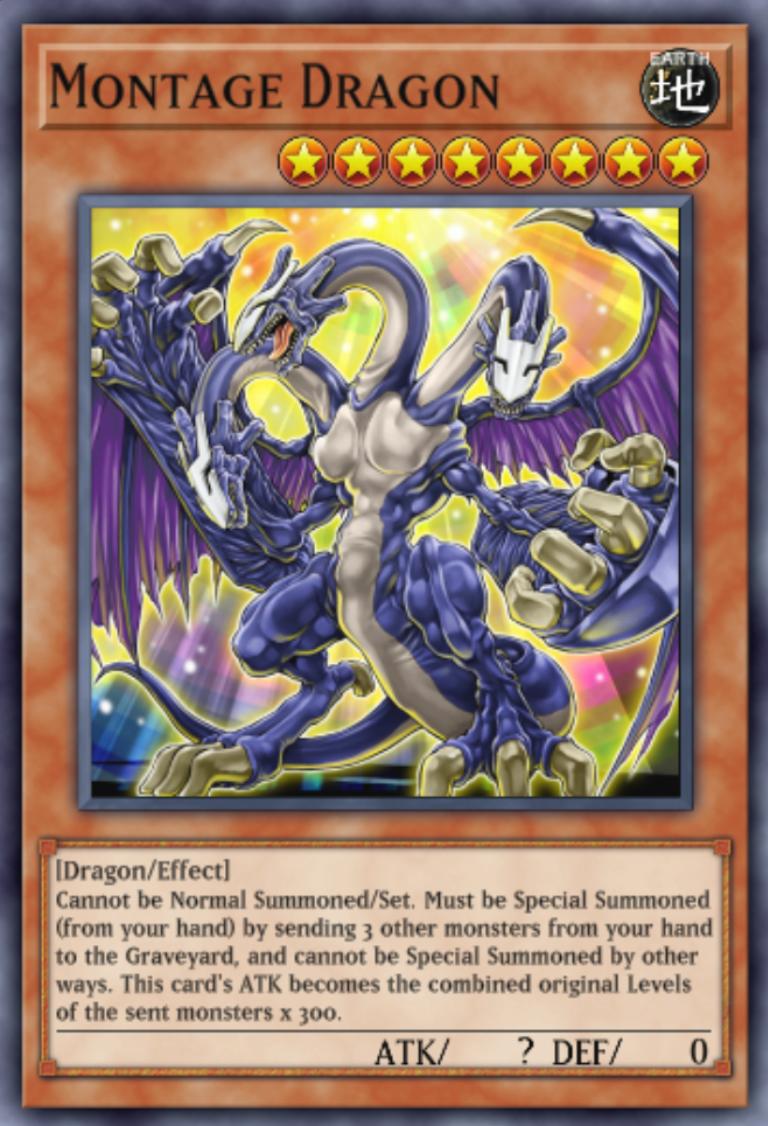 Montage Dragon
EARTH
地
[Dragon/Effect]
Cannot be Normal Summoned/Set. Must be Special Summoned
(from your hand) by sending 3 other monsters from your hand
to the Graveyard, and cannot be Special Summoned by other
ways. This card's ATK becomes the combined original Levels
of the sent monsters x 300.
ATK/ ? DEF/ 0